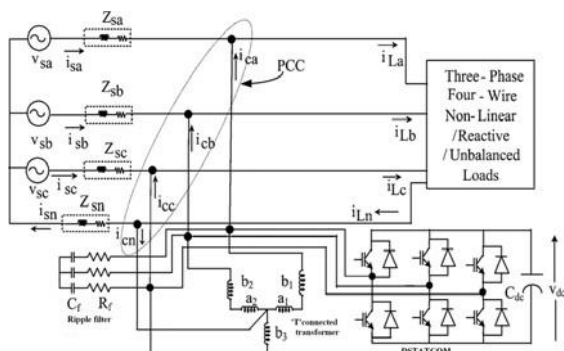 Z_sa
v_sa
i_sa
i_ca
PCC
i_La
Three - Phase
Four - Wire
Non-Linear
/Reactive
/ Unbalanced
Loads
Z_sb
v_sb
i_sb
i_cb
i_Lb
Z_sc
v_sc
i_sc
i_cc
i_Lc
Z_sn
i_sn
i_cn
i_Ln
C_f
R_f
Ripple filter
b_2
b_1
a_2
a_1
b_3
'T'connected
transformer
C_dc
v_dc
DSTATCOM